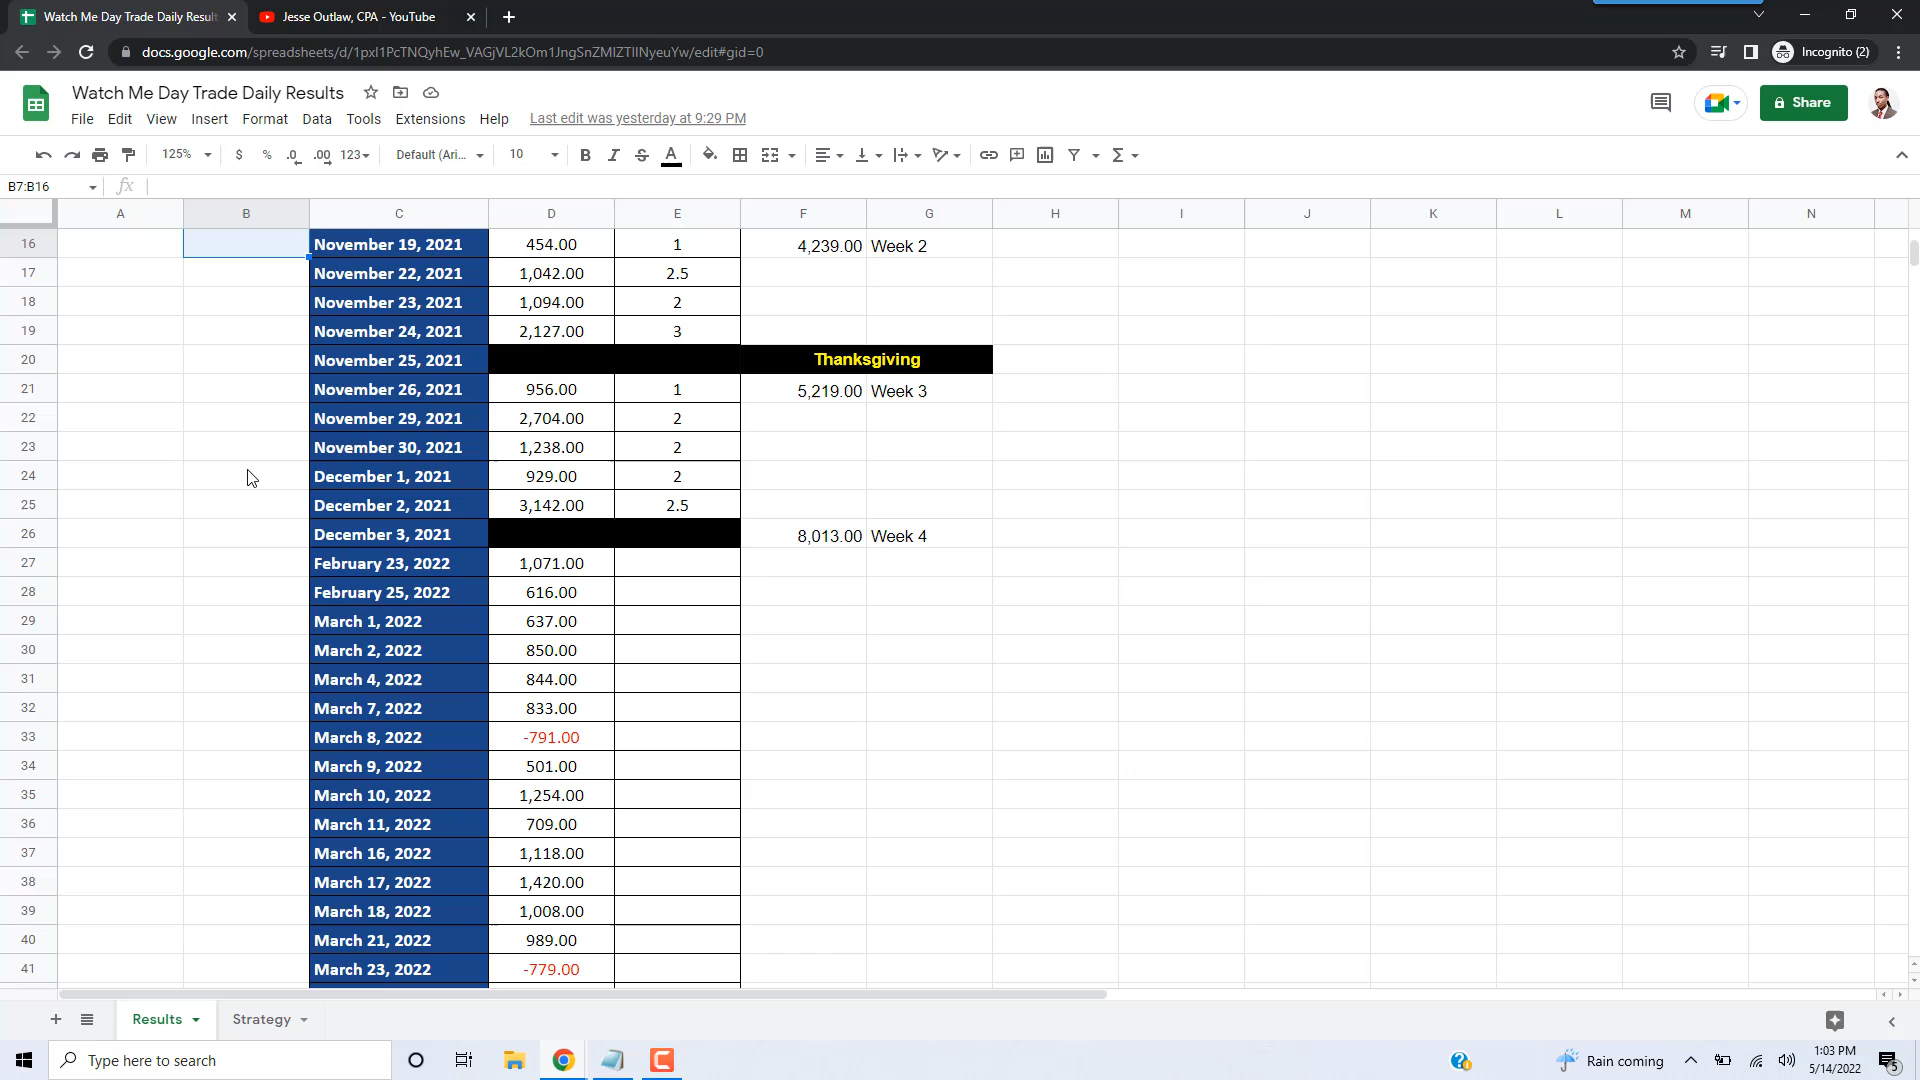 Watch Me Day Trade Daily Result
Jesse Outlaw, CPA - YouTube
docs.google.com/spreadsheets/d/1pxI1PcTNQyhEw_VAGjVL2kOm1JngSnZMIZTIINyeuYw/edit#gid=0
Incognito (2)
Watch Me Day Trade Daily Results
Share
File Edit View Insert Format Data Tools Extensions Help Last edit was yesterday at 9:29 PM
125% $ % .0 .00 123 Default (Ari... 10 B I S A Σ
B7:B16 fx
A B C D E F G H I J K L M N
16 November 19, 2021 454.00 1 4,239.00 Week 2
17 November 22, 2021 1,042.00 2.5
18 November 23, 2021 1,094.00 2
19 November 24, 2021 2,127.00 3
20 November 25, 2021 Thanksgiving
21 November 26, 2021 956.00 1 5,219.00 Week 3
22 November 29, 2021 2,704.00 2
23 November 30, 2021 1,238.00 2
24 December 1, 2021 929.00 2
25 December 2, 2021 3,142.00 2.5
26 December 3, 2021 8,013.00 Week 4
27 February 23, 2022 1,071.00
28 February 25, 2022 616.00
29 March 1, 2022 637.00
30 March 2, 2022 850.00
31 March 4, 2022 844.00
32 March 7, 2022 833.00
33 March 8, 2022 -791.00
34 March 9, 2022 501.00
35 March 10, 2022 1,254.00
36 March 11, 2022 709.00
37 March 16, 2022 1,118.00
38 March 17, 2022 1,420.00
39 March 18, 2022 1,008.00
40 March 21, 2022 989.00
41 March 23, 2022 -779.00
Results Strategy
Type here to search
Rain coming
1:03 PM
5/14/2022
5